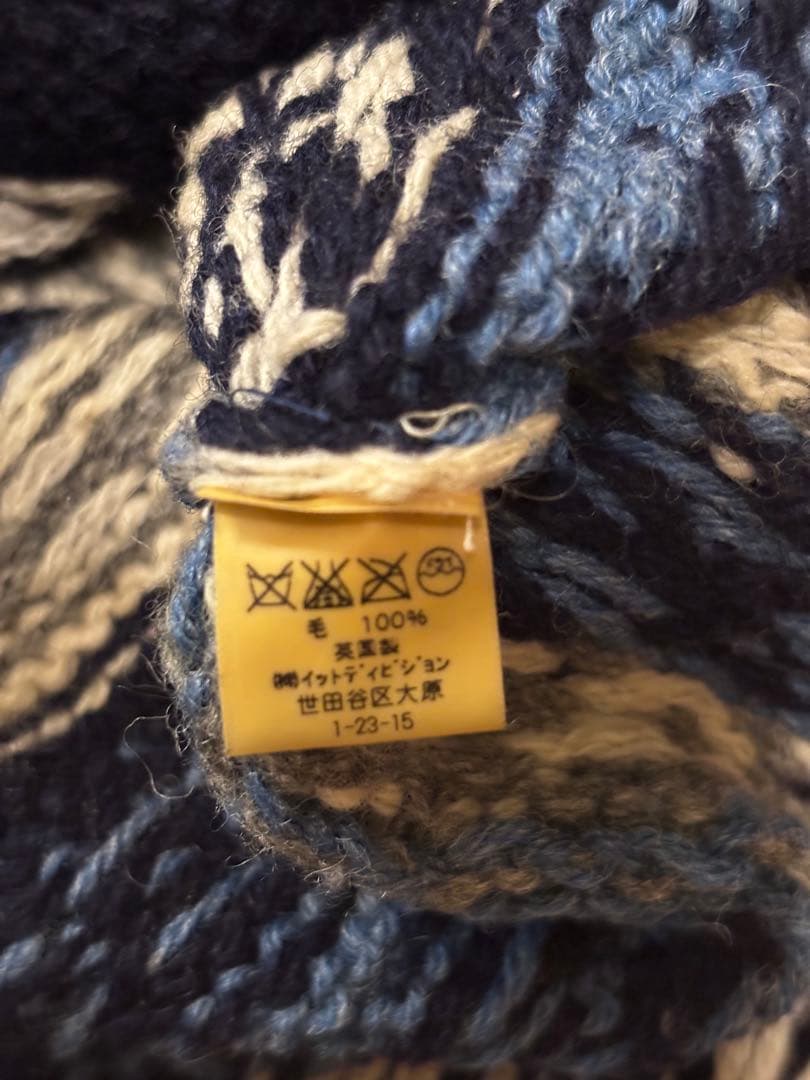 毛 100%
英国製
㈱イットディビジョン
世田谷区大原
1-23-15